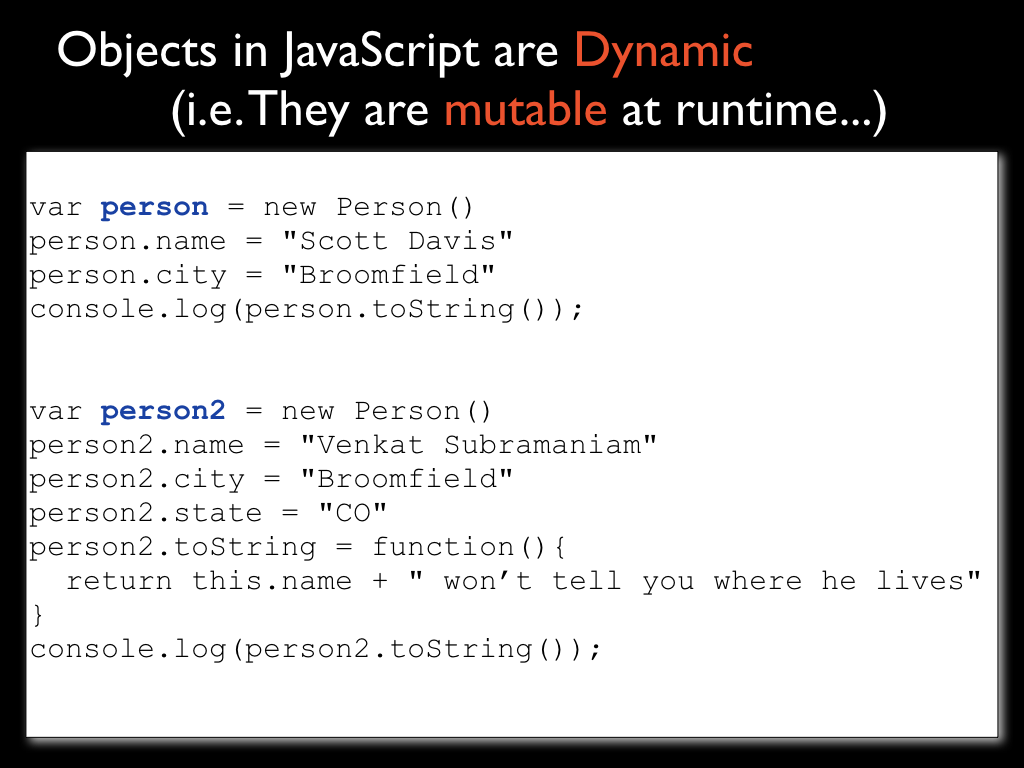 Objects in JavaScript are Dynamic
(i.e. They are mutable at runtime...)
var person = new Person()
person.name = "Scott Davis"
person.city = "Broomfield"
console.log(person.toString());
var person2 = new Person()
person2.name = "Venkat Subramaniam"
person2.city = "Broomfield"
person2.state = "CO"
person2.toString = function(){
  return this.name + " won’t tell you where he lives"
}
console.log(person2.toString());